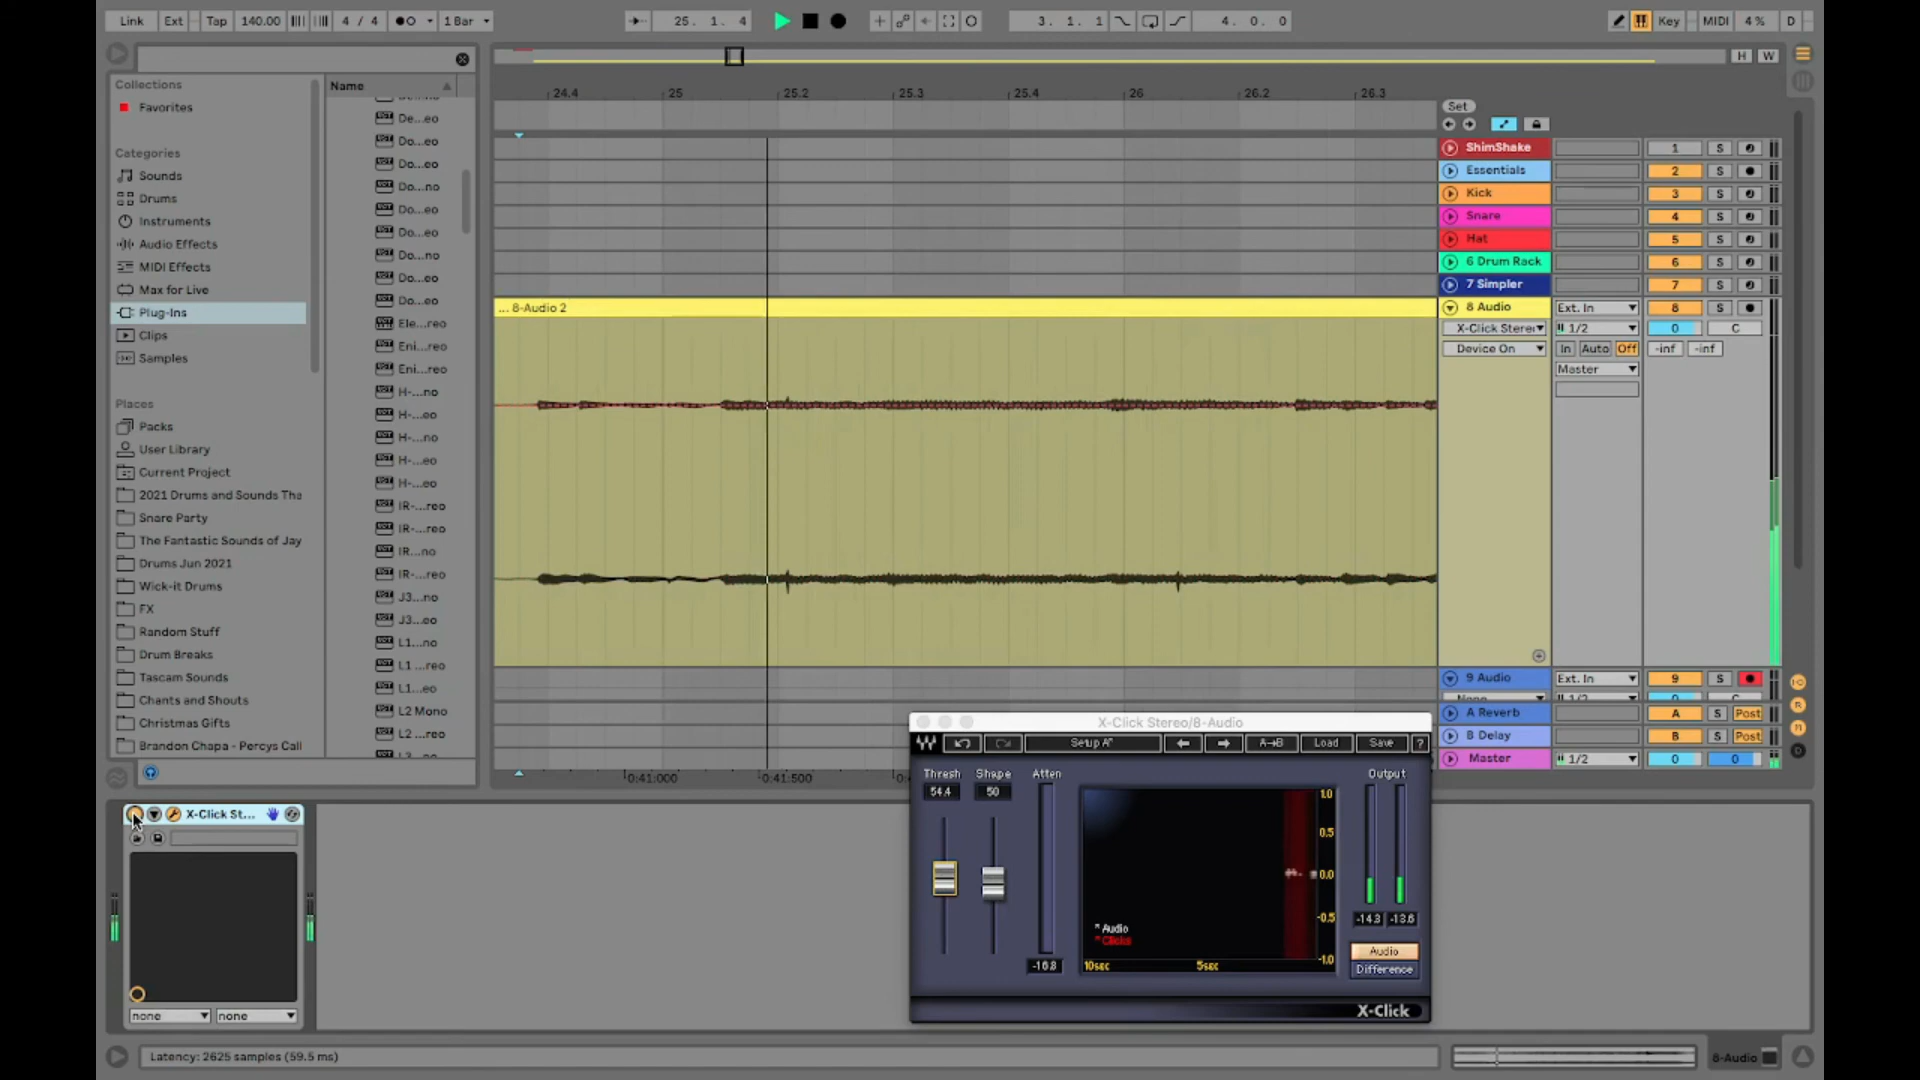 Link Ext Tap 140.00 4 / 4 1 Bar 25. 1. 4 3. 1. 1 4. 0. 0 Key MIDI 4 % D
H W
Collections
Favorites
Categories
Sounds
Drums
Instruments
Audio Effects
MIDI Effects
Max for Live
Plug-Ins
Clips
Samples
Places
Packs
User Library
Current Project
2021 Drums and Sounds Tha
Snare Party
The Fantastic Sounds of Jay
Drums Jun 2021
Wick-it Drums
FX
Random Stuff
Drum Breaks
Tascam Sounds
Chants and Shouts
Christmas Gifts
Brandon Chapa - Percys Call
Name
De...eo
Do...eo
Do...eo
Do...no
Do...eo
Do...eo
Do...no
Do...eo
Do...eo
Ele...reo
Eni...reo
Eni...reo
H-...no
H-...eo
H-...no
H-...eo
H-...eo
IR-...reo
IR-...reo
IR...no
IR-...reo
J3...no
J3...eo
L1...no
L1 ...reo
L1...eo
L2 Mono
L2 ...reo
24.4 25 25.2 25.3 25.4 26 26.2 26.3
... 8-Audio 2
0:41:000 0:41:500
Set
ShimShake 1 S
Essentials 2 S
Kick 3 S
Snare 4 S
Hat 5 S
6 Drum Rack 6 S
7 Simpler 7 S
8 Audio Ext. In 8 S
X-Click Stere 1/2 0 C
Device On In Auto Off -inf -inf
Master
9 Audio Ext. In 9 S
A Reverb A S Post
B Delay B S Post
Master 1/2 0 0
X-Click Stereo/8-Audio
Setup A* A→B Load Save ?
Thresh Shape Atten Output
54.4 50
1.0
0.5
0.0
-0.5
-1.0
Audio
Clicks
10sec 5sec
-16.8
-14.3 -13.6
Audio
Difference
X-Click
X-Click St...
none none
Latency: 2625 samples (59.5 ms)
8-Audio